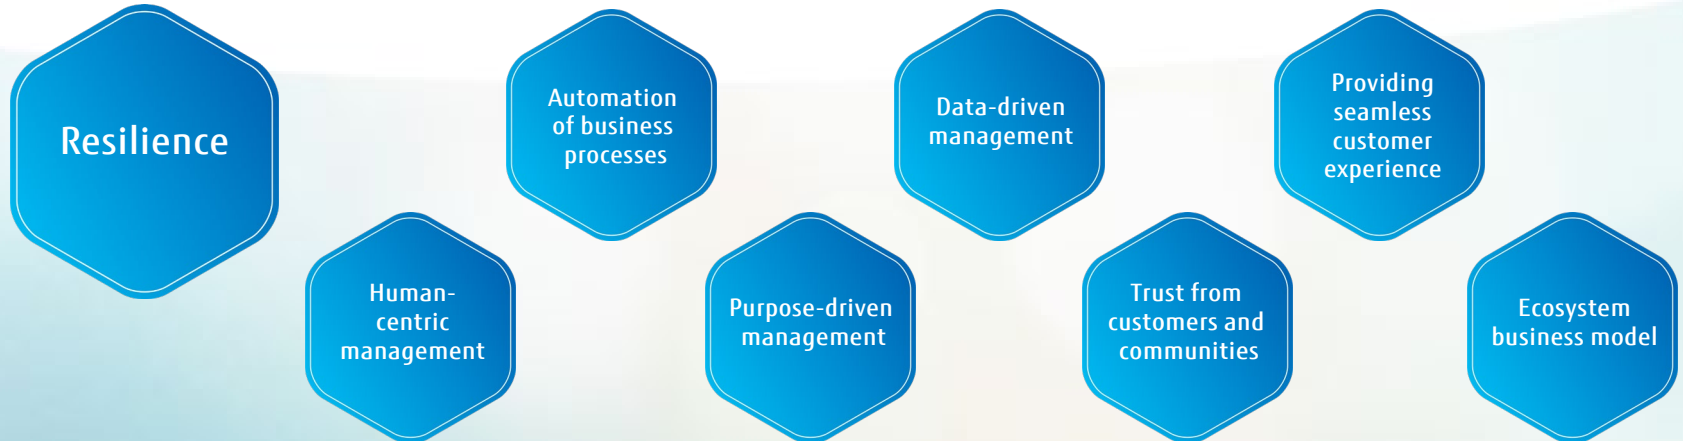 Resilience
Automation
of business
processes
Data-driven
management
Providing
seamless
customer
experience
Human-
centric
management
Purpose-driven
management
Trust from
customers and
communities
Ecosystem
business model